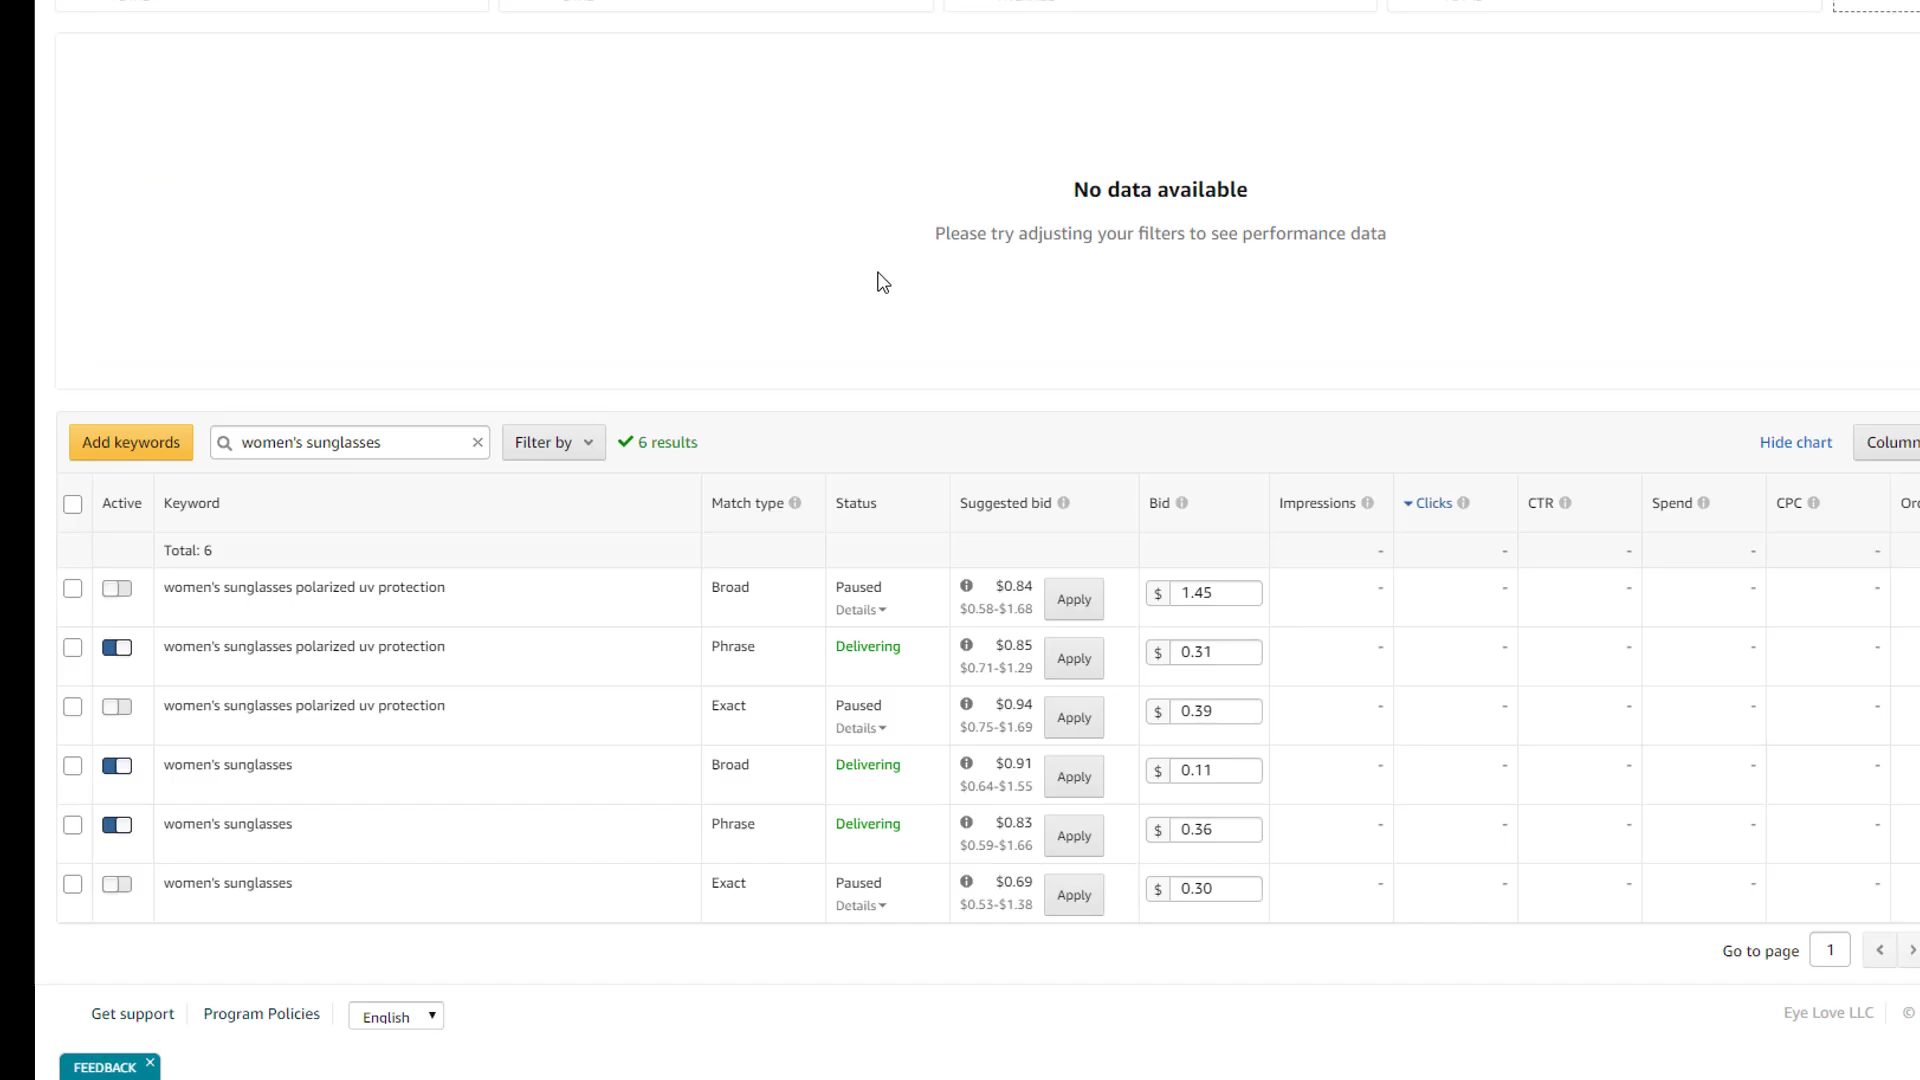 No data available
Please try adjusting your filters to see performance data
Add keywords women's sunglasses × Filter by 6 results Hide chart
Active Keyword Match type Status Suggested bid Bid Impressions Clicks CTR Spend CPC
Total: 6 - - - - -
women's sunglasses polarized uv protection Broad Paused $0.84 Apply $ 1.45 - - - - -
Details $0.58-$1.68
women's sunglasses polarized uv protection Phrase Delivering $0.85 Apply $ 0.31 - - - - -
$0.71-$1.29
women's sunglasses polarized uv protection Exact Paused $0.94 Apply $ 0.39 - - - - -
Details $0.75-$1.69
women's sunglasses Broad Delivering $0.91 Apply $ 0.11 - - - - -
$0.64-$1.55
women's sunglasses Phrase Delivering $0.83 Apply $ 0.36 - - - - -
$0.59-$1.66
women's sunglasses Exact Paused $0.69 Apply $ 0.30 - - - - -
Details $0.53-$1.38
Go to page 1 < >
Get support Program Policies English Eye Love LLC ©
FEEDBACK ×